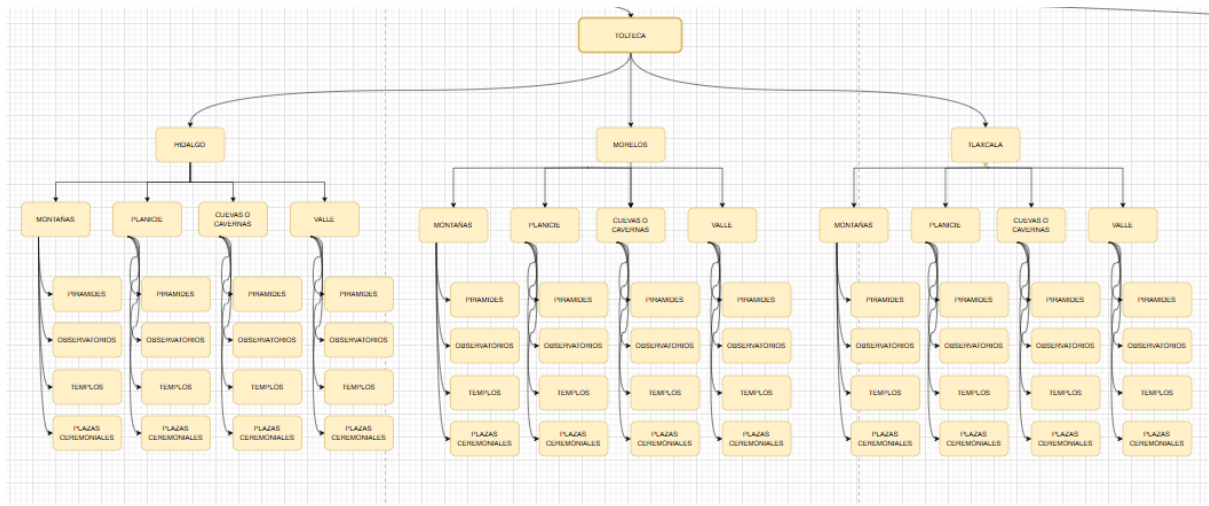 TOLTECA
HIDALGO
MORELOS
TLAXCALA
MONTAÑAS
PLANICIE
CUEVAS O
CAVERNAS
VALLE
MONTAÑAS
PLANICIE
CUEVAS O
CAVERNAS
VALLE
MONTAÑAS
PLANICIE
CUEVAS O
CAVERNAS
VALLE
PIRAMIDES
PIRAMIDES
PIRAMIDES
PIRAMIDES
PIRAMIDES
PIRAMIDES
PIRAMIDES
PIRAMIDES
PIRAMIDES
PIRAMIDES
PIRAMIDES
PIRAMIDES
OBSERVATORIOS
OBSERVATORIOS
OBSERVATORIOS
OBSERVATORIOS
OBSERVATORIOS
OBSERVATORIOS
OBSERVATORIOS
OBSERVATORIOS
OBSERVATORIOS
OBSERVATORIOS
OBSERVATORIOS
OBSERVATORIOS
TEMPLOS
TEMPLOS
TEMPLOS
TEMPLOS
TEMPLOS
TEMPLOS
TEMPLOS
TEMPLOS
TEMPLOS
TEMPLOS
TEMPLOS
TEMPLOS
PLAZAS
CEREMONIALES
PLAZAS
CEREMONIALES
PLAZAS
CEREMONIALES
PLAZAS
CEREMONIALES
PLAZAS
CEREMONIALES
PLAZAS
CEREMONIALES
PLAZAS
CEREMONIALES
PLAZAS
CEREMONIALES
PLAZAS
CEREMONIALES
PLAZAS
CEREMONIALES
PLAZAS
CEREMONIALES
PLAZAS
CEREMONIALES